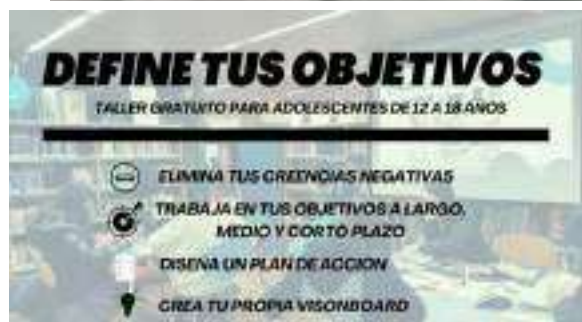 DEFINE TUS OBJETIVOS
TALLER GRATUITO PARA ADOLESCENTES DE 12 A 18 AÑOS
ELIMINA TUS CREENCIAS NEGATIVAS
TRABAJA EN TUS OBJETIVOS A LARGO,
MEDIO Y CORTO PLAZO
DISEÑA UN PLAN DE ACCION
CREA TU PROPIA VISONBOARD